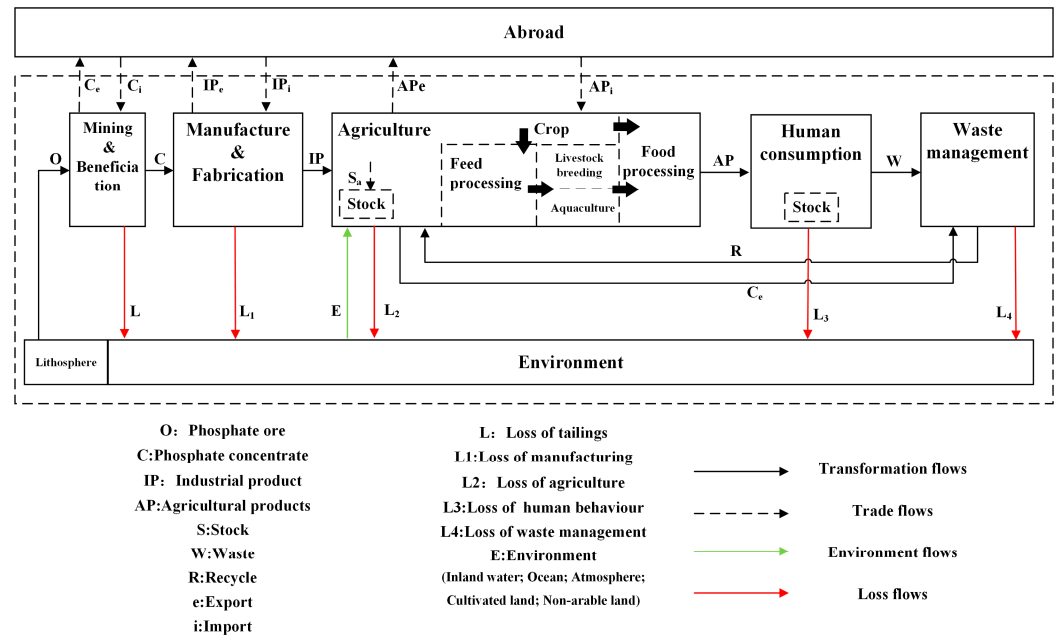 Abroad
Cₑ
Cᵢ
IPₑ
IPᵢ
APe
APᵢ
Mining
&
Beneficia
tion
Manufacture
&
Fabrication
Agriculture
Crop
Feed
processing
Livestock
breeding
Aquaculture
Food
processing
Human
consumption
Waste
management
O
C
IP
AP
W
Sₐ
Stock
Stock
R
Cₑ
L
L₁
E
L₂
L₃
L₄
Lithosphere
Environment
O: Phosphate ore
C:Phosphate concentrate
IP: Industrial product
AP:Agricultural products
S:Stock
W:Waste
R:Recycle
e:Export
i:Import
L: Loss of tailings
L1:Loss of manufacturing
L2: Loss of agriculture
L3:Loss of human behaviour
L4:Loss of waste management
E:Environment
(Inland water; Ocean; Atmosphere;
Cultivated land; Non-arable land)
Transformation flows
Trade flows
Environment flows
Loss flows